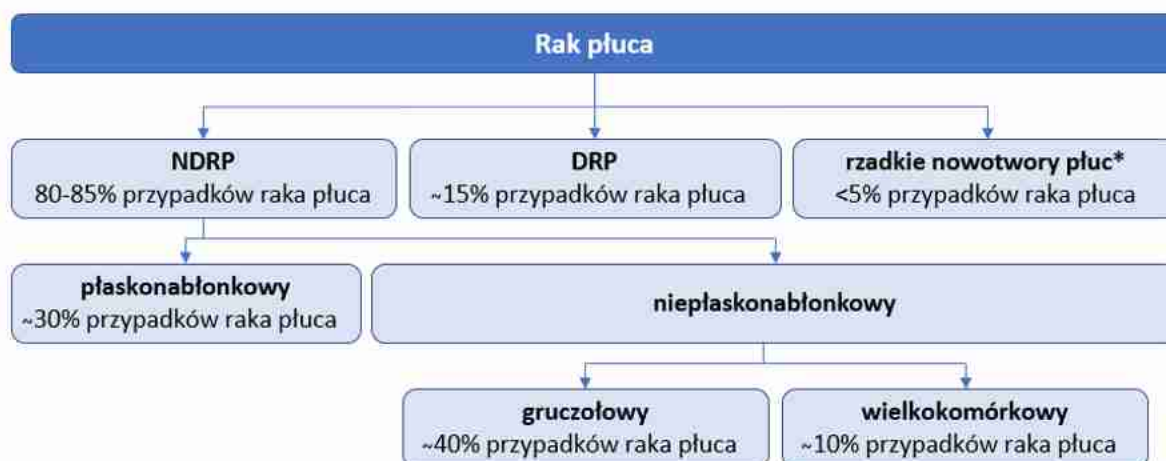 Rak płuca
NDRP
80-85% przypadków raka płuca
DRP
~15% przypadków raka płuca
rzadkie nowotwory płuc*
<5% przypadków raka płuca
płaskonabłonkowy
~30% przypadków raka płuca
niepłaskonabłonkowy
gruczołowy
~40% przypadków raka płuca
wielkokomórkowy
~10% przypadków raka płuca